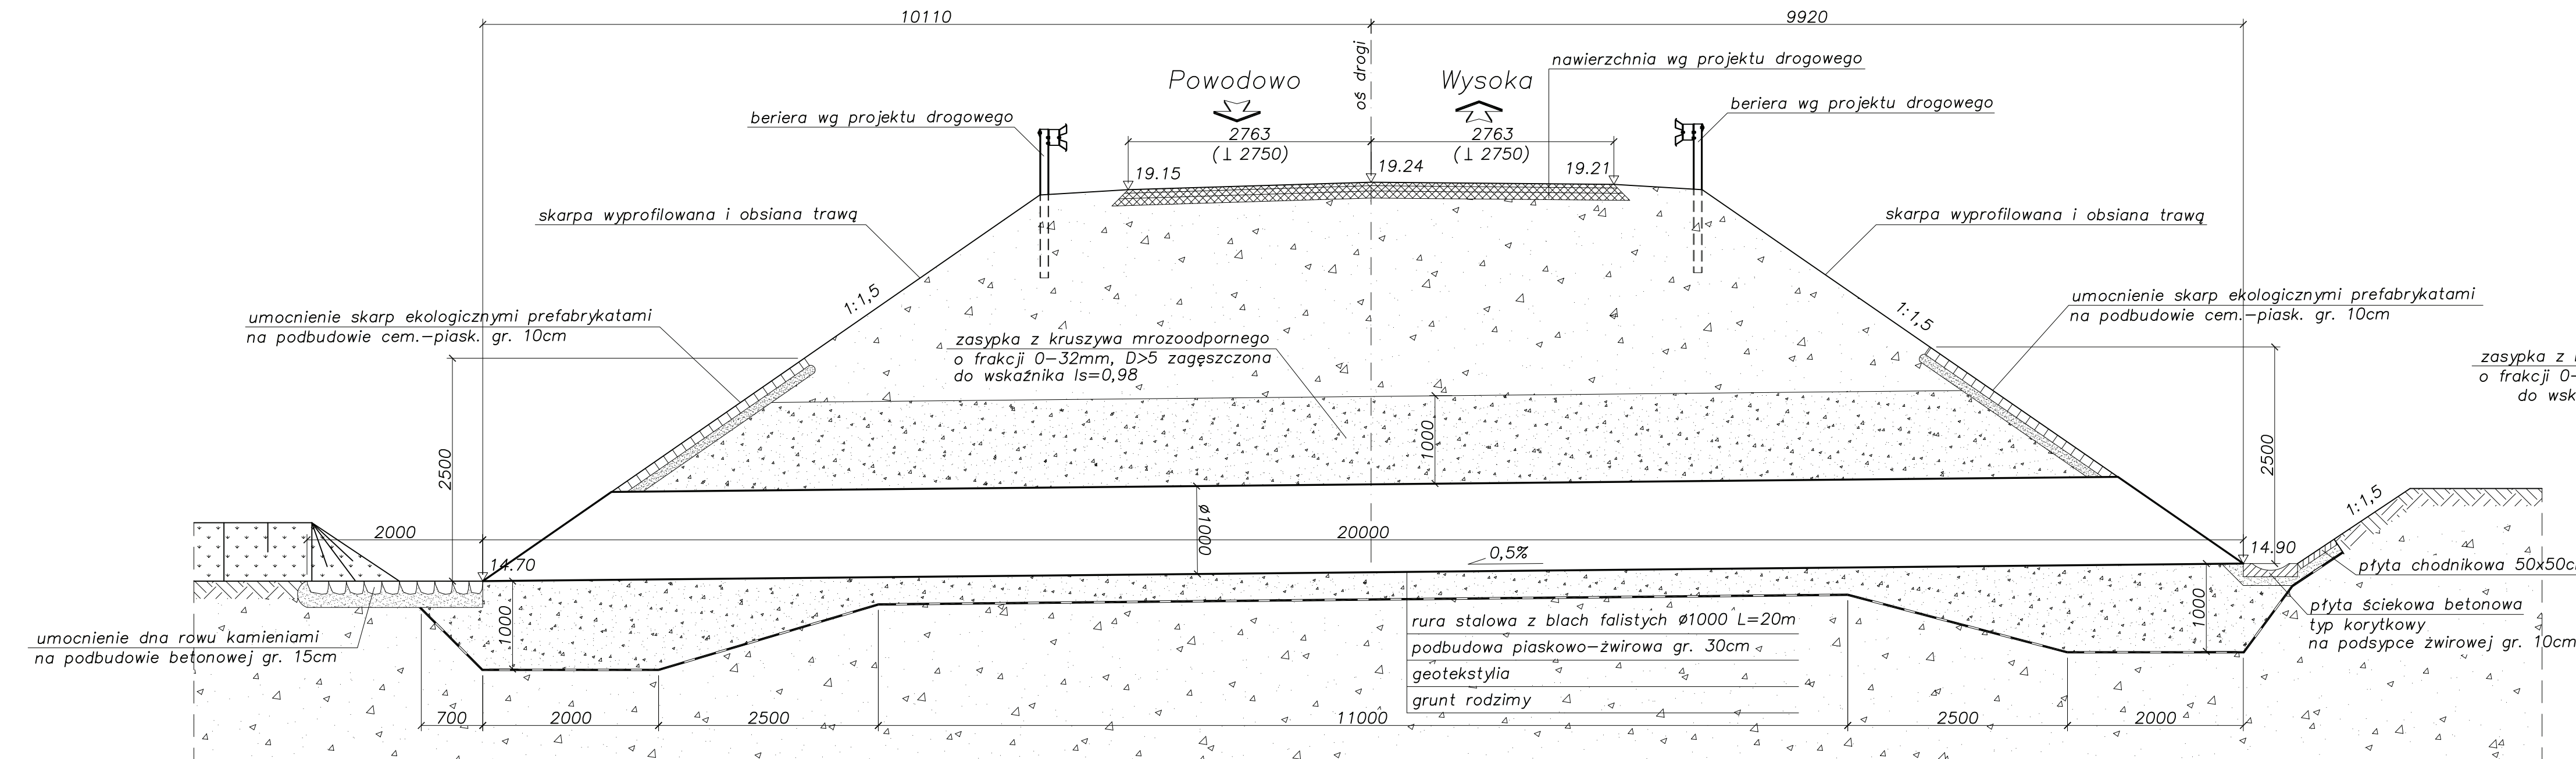 10110
9920
oś drogi
nawierzchnia wg projektu drogowego
Powodowo
Wysoka
beriera wg projektu drogowego
beriera wg projektu drogowego
2763
(⊥ 2750)
2763
(⊥ 2750)
19.15
19.24
19.21
skarpa wyprofilowana i obsiana trawą
skarpa wyprofilowana i obsiana trawą
1:1,5
1:1,5
umocnienie skarp ekologicznymi prefabrykatami
na podbudowie cem.-piask. gr. 10cm
umocnienie skarp ekologicznymi prefabrykatami
na podbudowie cem.-piask. gr. 10cm
zasypka z kruszywa mrozoodpornego
o frakcji 0-32mm, D>5 zagęszczona
do wskaźnika Is=0,98
zasypka z
o frakcji 0-
do wsk
2500
1000
2500
1:1,5
2000
ø1000
20000
0,5%
14.70
14.90
płyta chodnikowa 50x50c
1000
1000
płyta ściekowa betonowa
typ korytkowy
na podsypce żwirowej gr. 10cm
umocnienie dna rowu kamieniami
na podbudowie betonowej gr. 15cm
rura stalowa z blach falistych ø1000 L=20m
podbudowa piaskowo-żwirowa gr. 30cm
geotekstylia
grunt rodzimy
700
2000
2500
11000
2500
2000